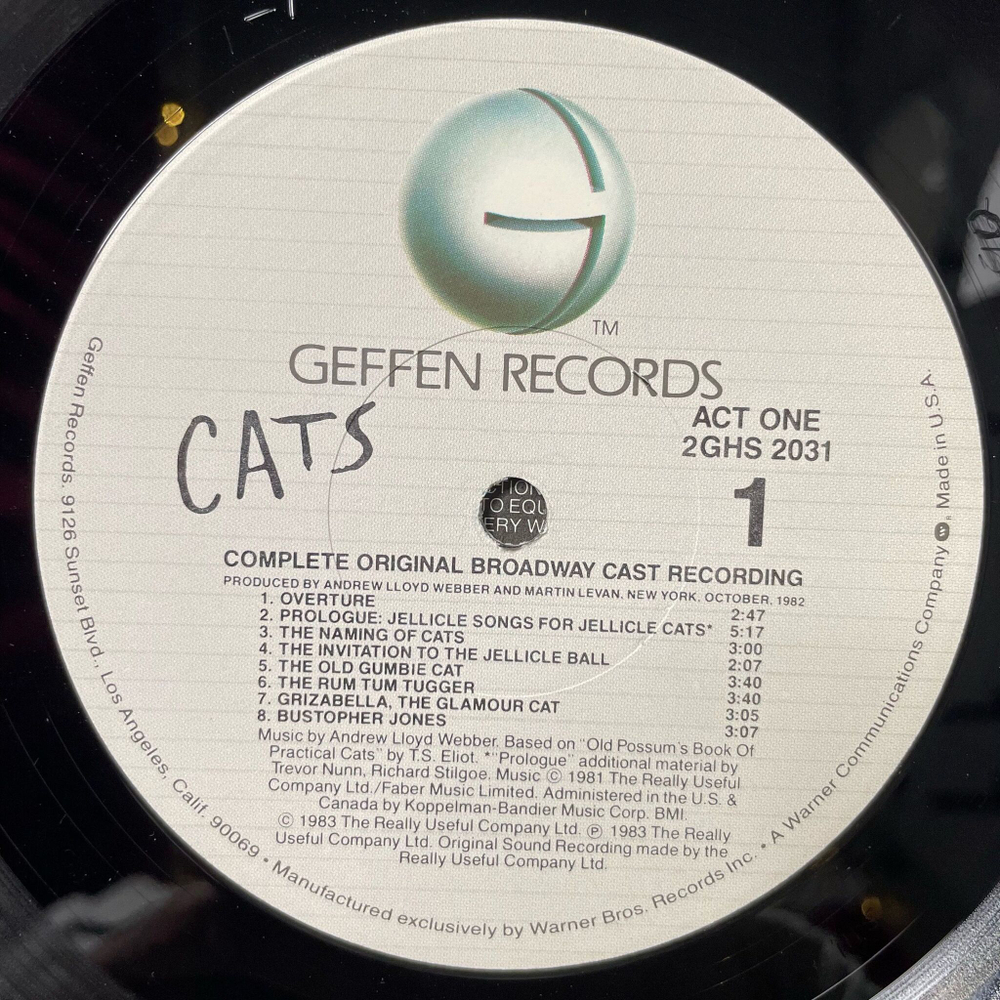 TM
GEFFEN RECORDS
CATS
ACT ONE
2GHS 2031
1
CTION
TO EQU
ERY WA
COMPLETE ORIGINAL BROADWAY CAST RECORDING
PRODUCED BY ANDREW LLOYD WEBBER AND MARTIN LEVAN, NEW YORK, OCTOBER, 1982
1. OVERTURE 2:47
2. PROLOGUE: JELLICLE SONGS FOR JELLICLE CATS* 5:17
3. THE NAMING OF CATS 3:00
4. THE INVITATION TO THE JELLICLE BALL 2:07
5. THE OLD GUMBIE CAT 3:40
6. THE RUM TUM TUGGER 3:40
7. GRIZABELLA, THE GLAMOUR CAT 3:05
8. BUSTOPHER JONES 3:07
Music by Andrew Lloyd Webber. Based on "Old Possum's Book Of
Practical Cats" by T.S. Eliot. *"Prologue" additional material by
Trevor Nunn, Richard Stilgoe. Music © 1981 The Really Useful
Company Ltd./Faber Music Limited. Administered in the U.S. &
Canada by Koppelman-Bandier Music Corp. BMI.
© 1983 The Really Useful Company Ltd. ℗ 1983 The Really
Useful Company Ltd. Original Sound Recording made by the
Really Useful Company Ltd.
Geffen Records. 9126 Sunset Blvd., Los Angeles, Calif. 90069 • Manufactured exclusively by Warner Bros. Records Inc. • A Warner Communications Company. Made in U.S.A.